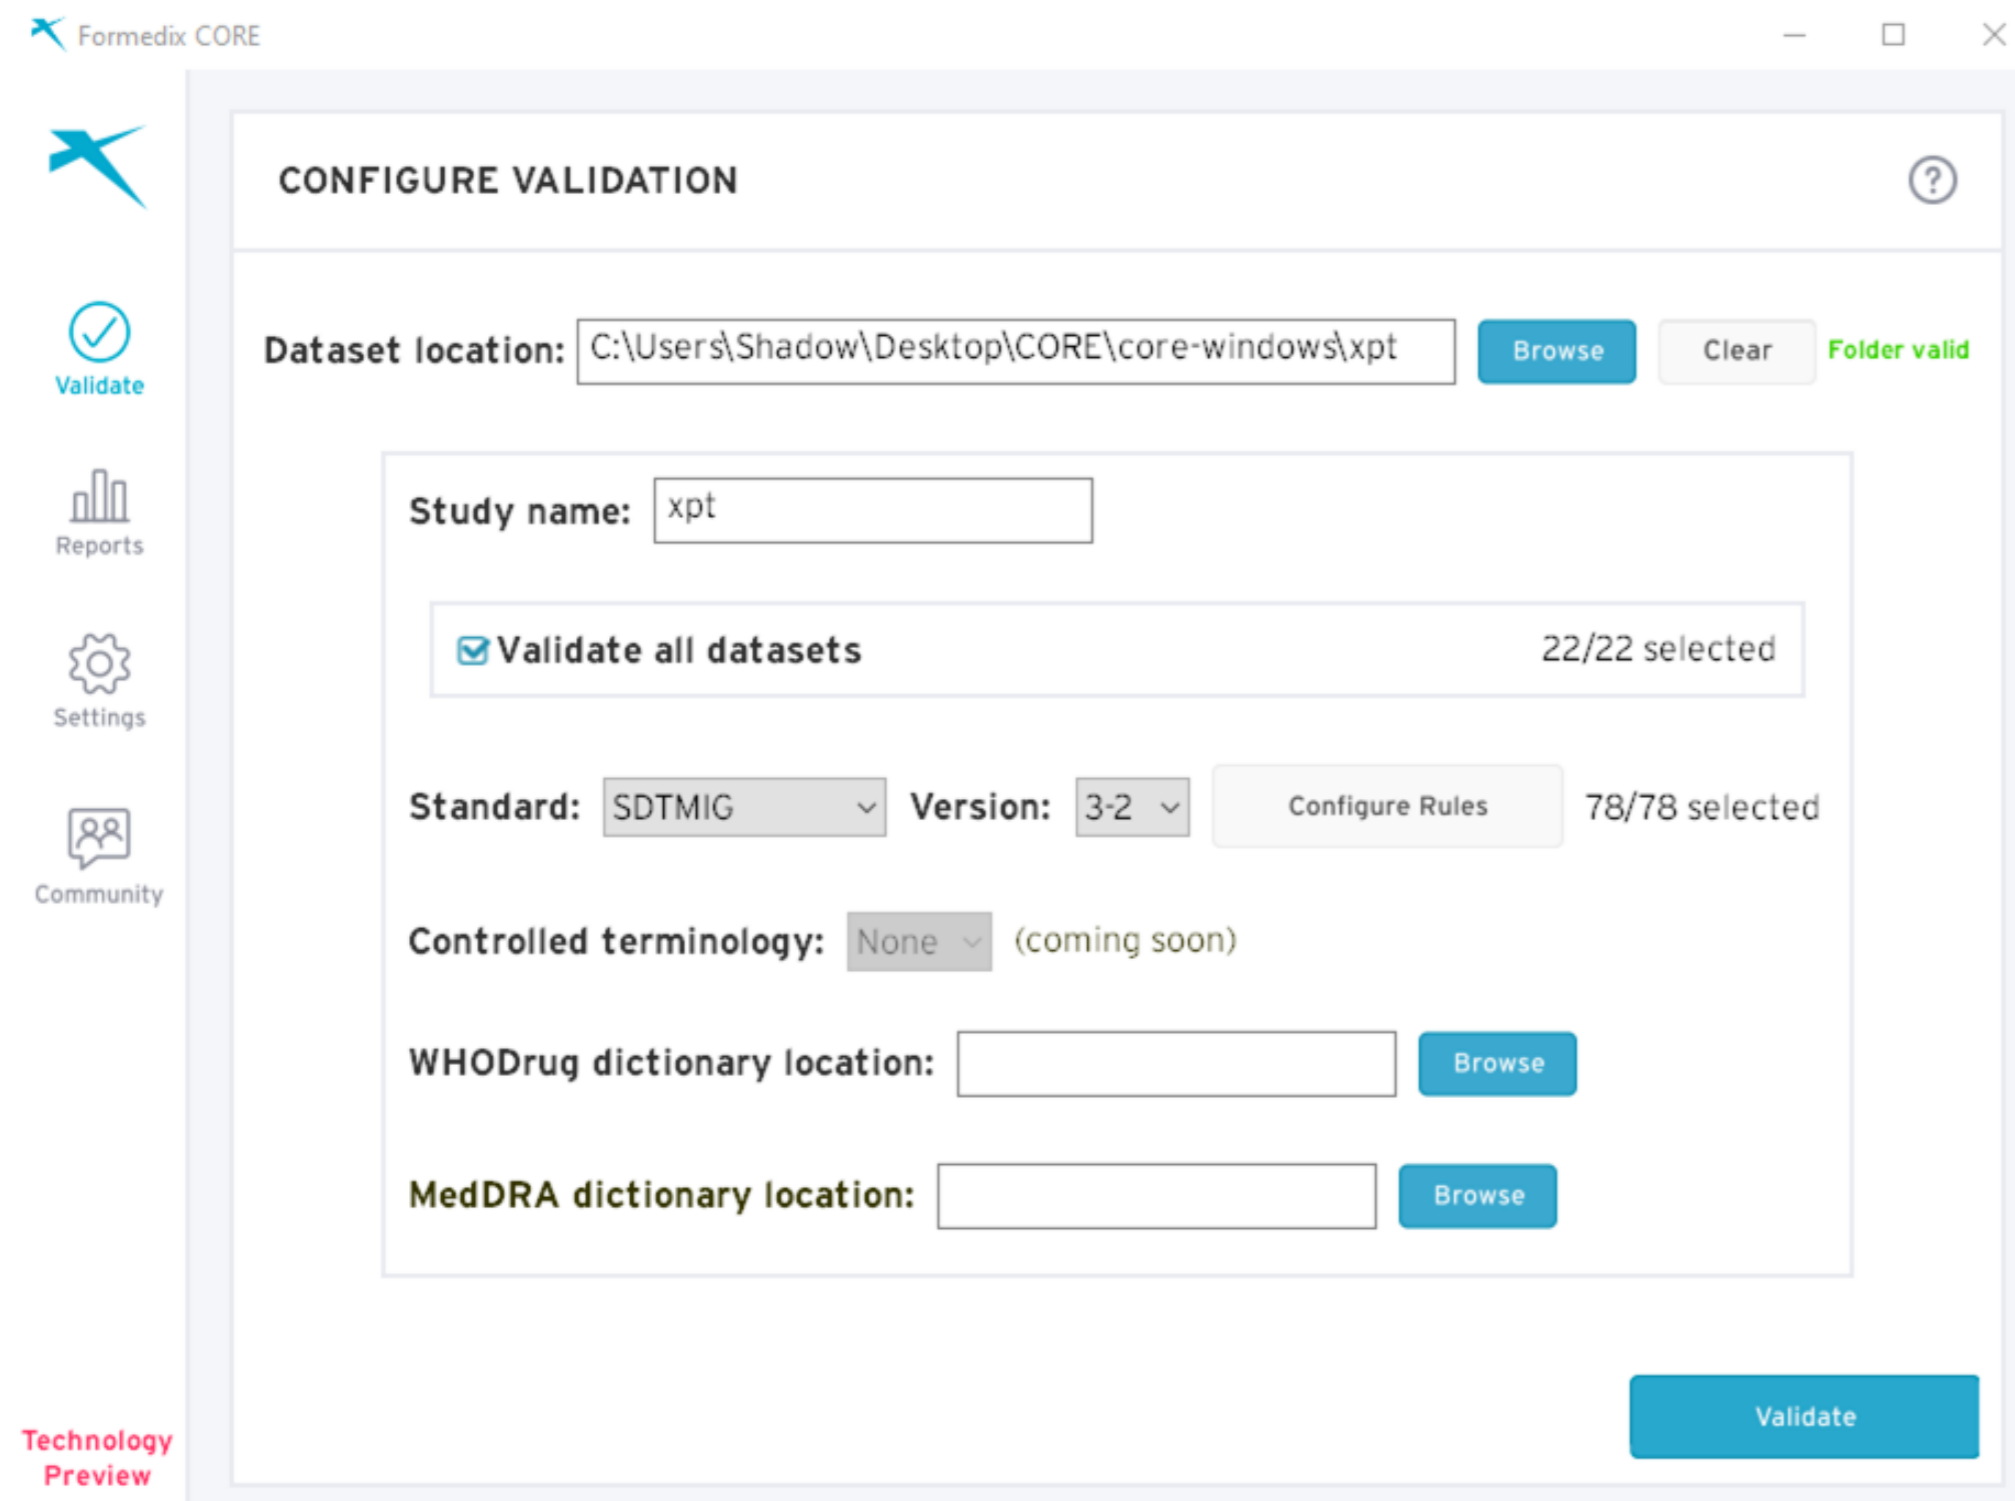 Formedix CORE
CONFIGURE VALIDATION
?
Validate
Reports
Settings
Community
Technology
Preview
Dataset location: C:\Users\Shadow\Desktop\CORE\core-windows\xpt Browse Clear Folder valid
Study name: xpt
Validate all datasets 22/22 selected
Standard: SDTMIG Version: 3-2 Configure Rules 78/78 selected
Controlled terminology: None (coming soon)
WHODrug dictionary location: Browse
MedDRA dictionary location: Browse
Validate